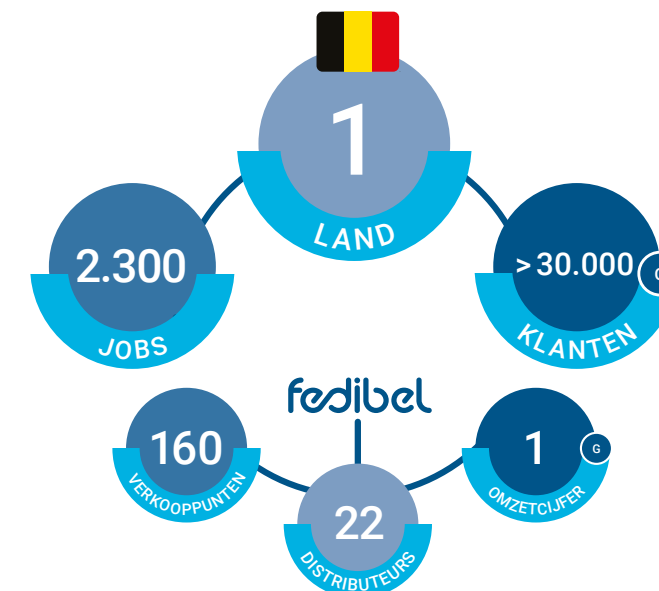 1
LAND
2.300
JOBS
> 30.000
KLANTEN
fedibel
160
VERKOOPPUNTEN
22
DISTRIBUTEURS
1
G
OMZETCIJFER